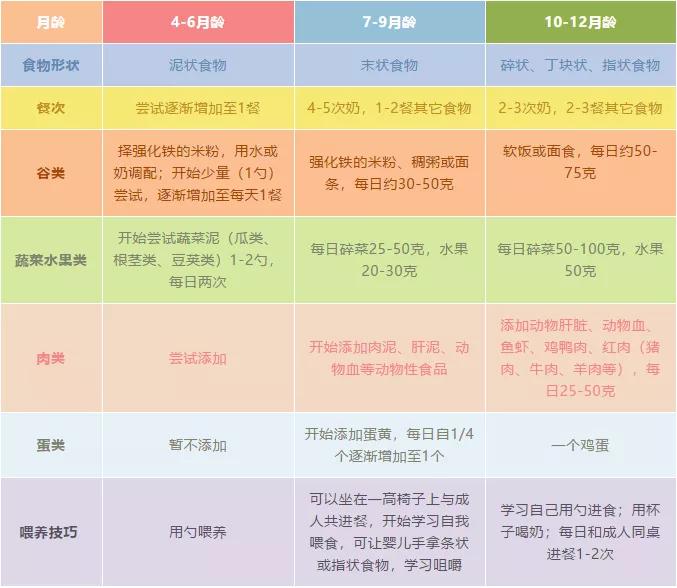 月龄
4-6月龄
7-9月龄
10-12月龄
食物形状
泥状食物
末状食物
碎状、丁块状、指状食物
餐次
尝试逐渐增加至1餐
4-5次奶，1-2餐其它食物
2-3次奶，2-3餐其它食物
谷类
择强化铁的米粉，用水或
奶调配；开始少量（1勺）
尝试，逐渐增加至每天1餐
强化铁的米粉、稠粥或面
条，每日约30-50克
软饭或面食，每日约50-
75克
蔬菜水果类
开始尝试蔬菜泥（瓜类、
根茎类、豆荚类）1-2勺，
每日两次
每日碎菜25-50克，水果
20-30克
每日碎菜50-100克，水果
50克
肉类
尝试添加
开始添加肉泥、肝泥、动
物血等动物性食品
添加动物肝脏、动物血、
鱼虾、鸡鸭肉、红肉（猪
肉、牛肉、羊肉等），每
日25-50克
蛋类
暂不添加
开始添加蛋黄，每日自1/4
个逐渐增加至1个
一个鸡蛋
喂养技巧
用勺喂养
可以坐在一高椅子上与成
人共进餐，开始学习自我
喂食，可让婴儿手拿条状
或指状食物，学习咀嚼
学习自己用勺进食；用杯
子喝奶；每日和成人同桌
进餐1-2次